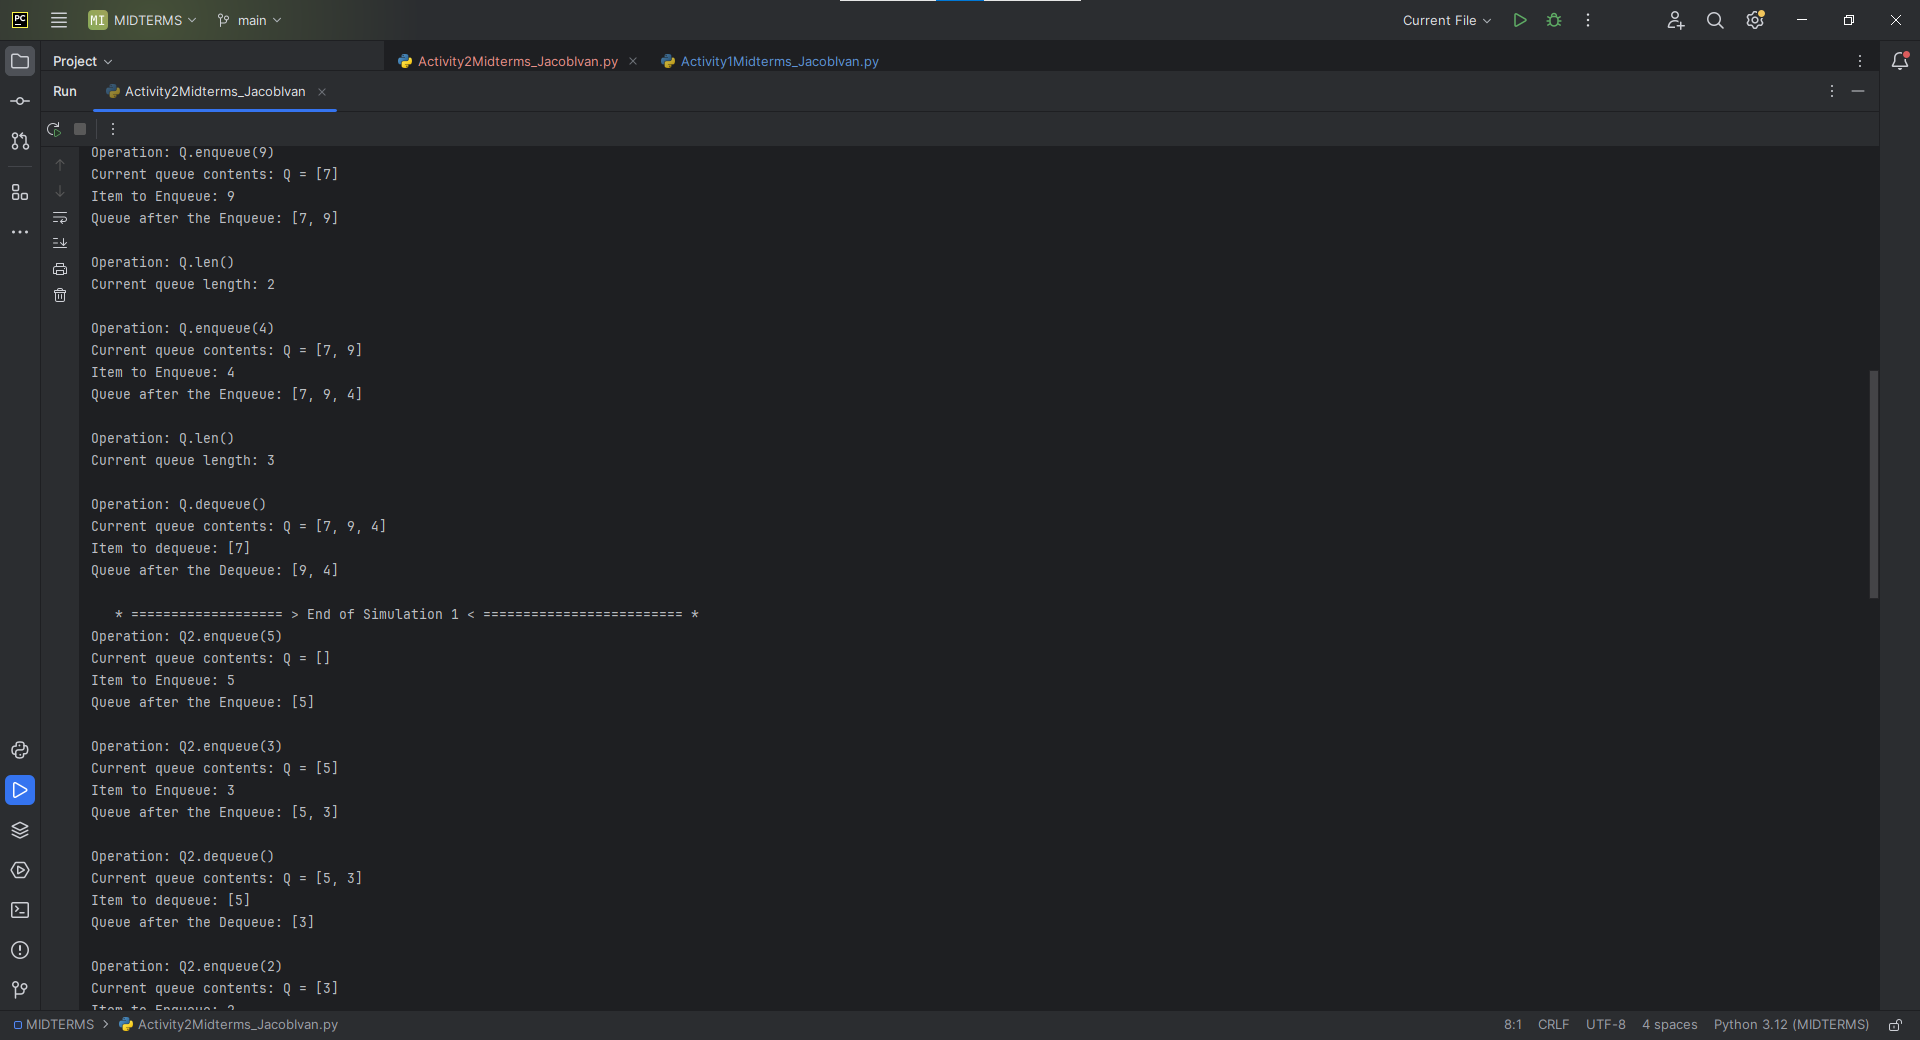 PC
MI MIDTERMS main Current File
Project Activity2Midterms_JacobIvan.py Activity1Midterms_JacobIvan.py
Run Activity2Midterms_JacobIvan
Operation: Q.enqueue(9)
Current queue contents: Q = [7]
Item to Enqueue: 9
Queue after the Enqueue: [7, 9]
Operation: Q.len()
Current queue length: 2
Operation: Q.enqueue(4)
Current queue contents: Q = [7, 9]
Item to Enqueue: 4
Queue after the Enqueue: [7, 9, 4]
Operation: Q.len()
Current queue length: 3
Operation: Q.dequeue()
Current queue contents: Q = [7, 9, 4]
Item to dequeue: [7]
Queue after the Dequeue: [9, 4]
* =================== > End of Simulation 1 < ========================= *
Operation: Q2.enqueue(5)
Current queue contents: Q = []
Item to Enqueue: 5
Queue after the Enqueue: [5]
Operation: Q2.enqueue(3)
Current queue contents: Q = [5]
Item to Enqueue: 3
Queue after the Enqueue: [5, 3]
Operation: Q2.dequeue()
Current queue contents: Q = [5, 3]
Item to dequeue: [5]
Queue after the Dequeue: [3]
Operation: Q2.enqueue(2)
Current queue contents: Q = [3]
Item to Enqueue: 2
MIDTERMS > Activity2Midterms_JacobIvan.py 8:1 CRLF UTF-8 4 spaces Python 3.12 (MIDTERMS)